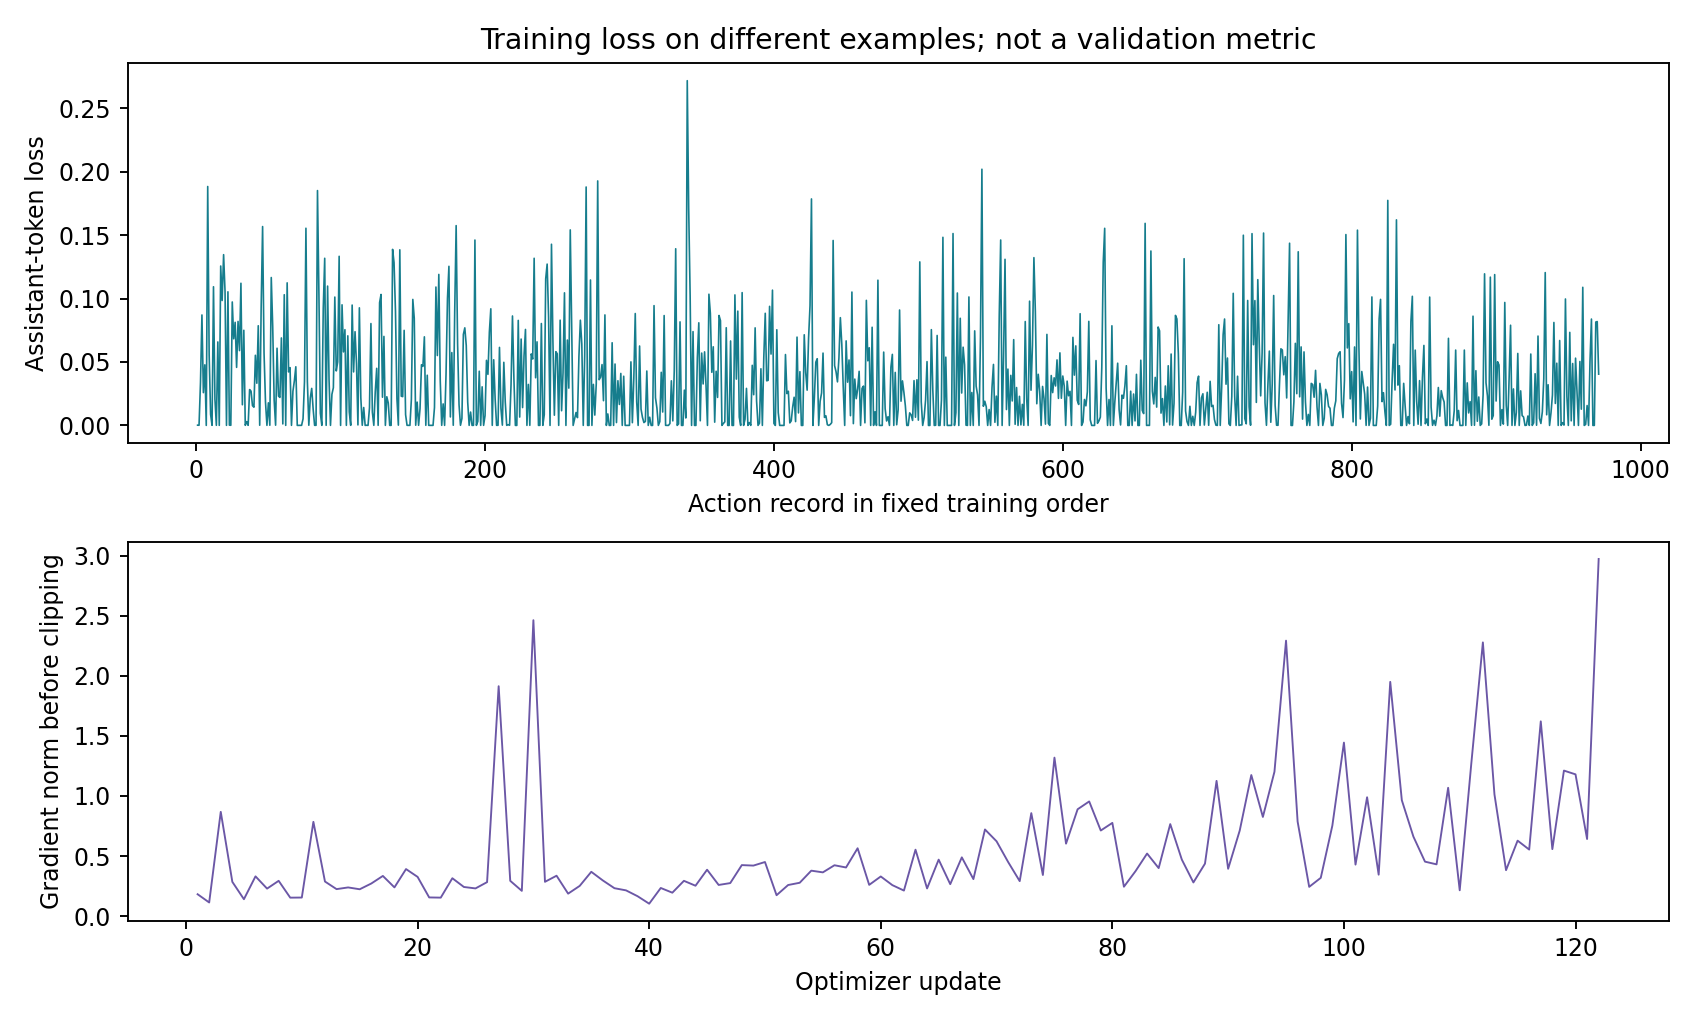 Training loss on different examples; not a validation metric
Assistant-token loss
0.25
0.20
0.15
0.10
0.05
0.00
0 200 400 600 800 1000
Action record in fixed training order
Gradient norm before clipping
3.0
2.5
2.0
1.5
1.0
0.5
0.0
0 20 40 60 80 100 120
Optimizer update